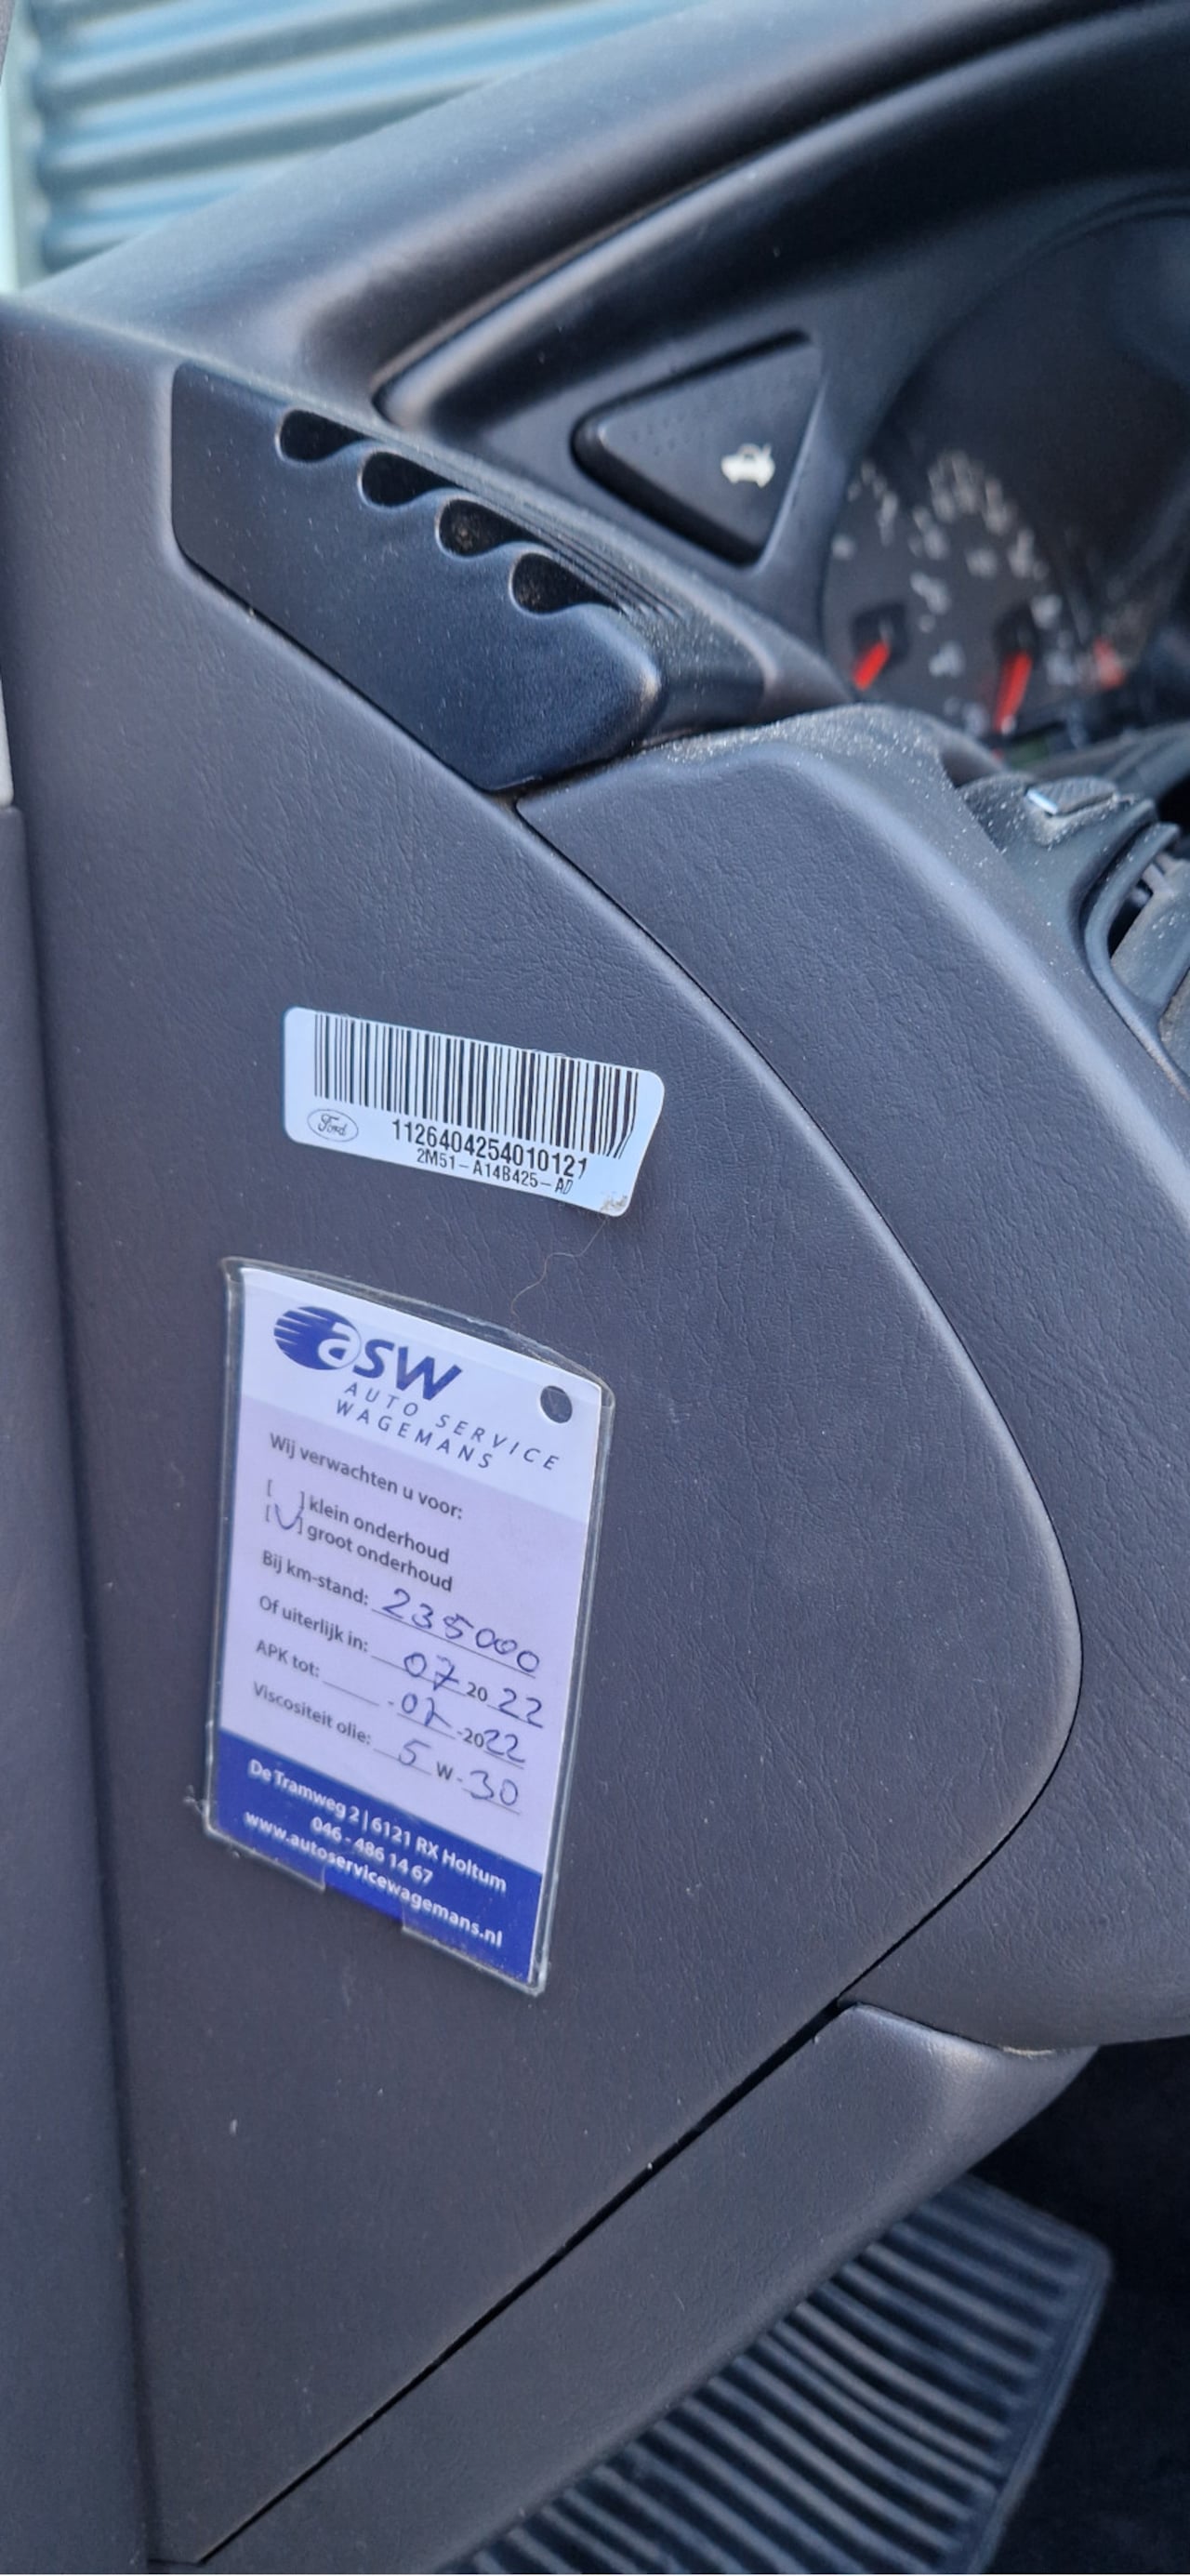 1126404254010121
Ford
2M51-A14B425-AD
asw
AUTO SERVICE
WAGEMANS
Wij verwachten u voor:
[ ] klein onderhoud
[V] groot onderhoud
Bij km-stand: 235000
Of uiterlijk in: 07 20 22
APK tot: -07-2022
Viscositeit olie: 5 W-30
De Tramweg 2 | 6121 RX Holtum
046 - 486 14 67
www.autoservicewagemans.nl